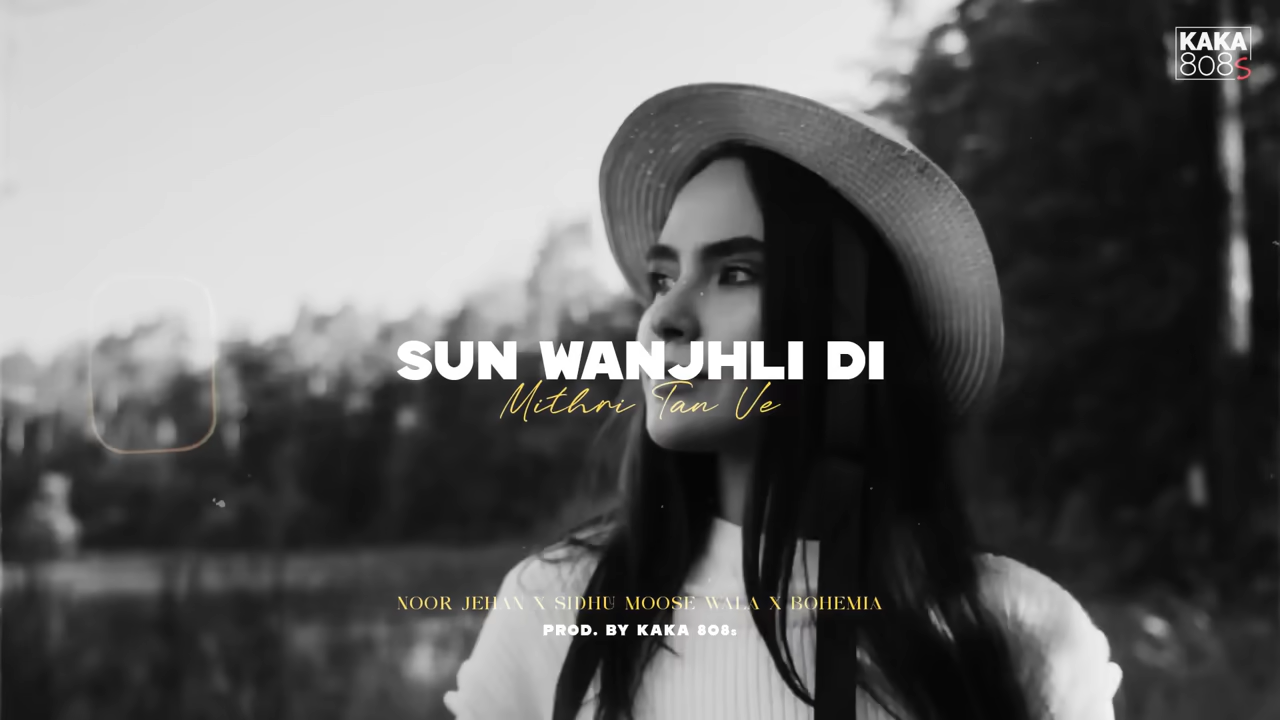 KAKA
808s
SUN WANJHLI DI
Mithri Tan Ve
NOOR JEHAN X SIDHU MOOSE WALA X BOHEMIA
PROD. BY KAKA 808s